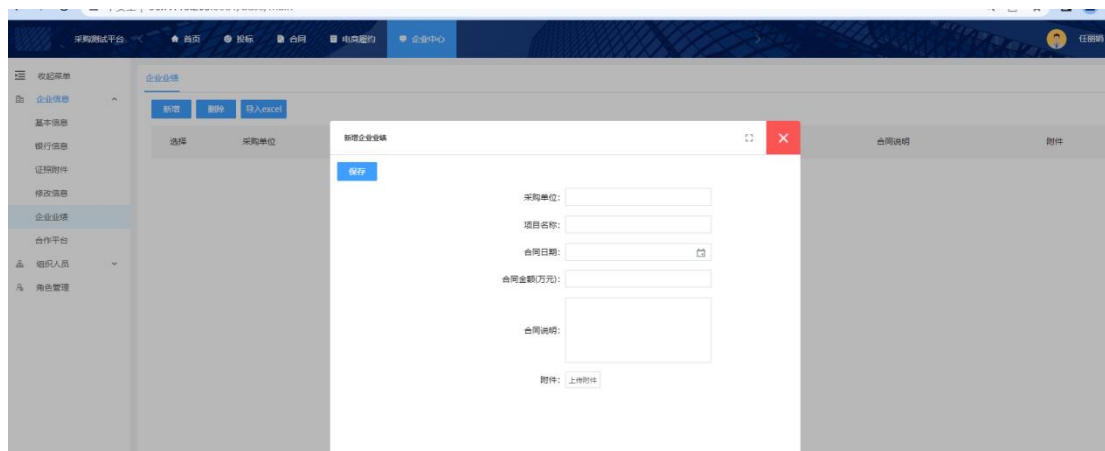 采购测试平台 首页 投标 合同 电商履约 企业中心 任丽娟
收起菜单
企业信息
基本信息
银行信息
证照附件
修改信息
企业业绩
合作平台
组织人员
角色管理
企业业绩
新增 删除 导入excel
选择 采购单位 合同说明 附件
新增企业业绩
保存
采购单位:
项目名称:
合同日期:
合同金额(万元):
合同说明:
附件: 上传附件